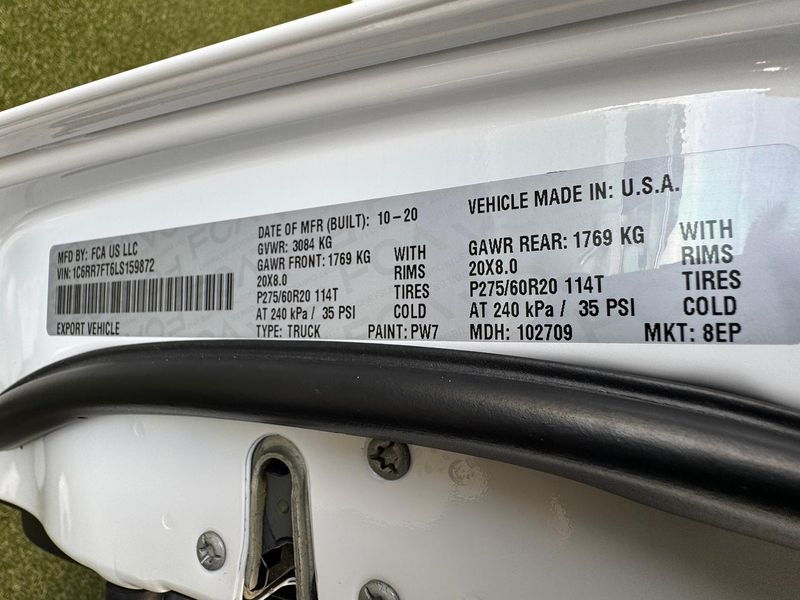 MFD BY: FCA US LLC
VIN: 1C6RR7FT6LS159872
EXPORT VEHICLE
DATE OF MFR (BUILT): 10-20
GVWR: 3084 KG
GAWR FRONT: 1769 KG WITH
20X8.0 RIMS
P275/60R20 114T TIRES
AT 240 kPa / 35 PSI COLD
TYPE: TRUCK PAINT: PW7
VEHICLE MADE IN: U.S.A.
GAWR REAR: 1769 KG WITH
20X8.0 RIMS
P275/60R20 114T TIRES
AT 240 kPa / 35 PSI COLD
MDH: 102709 MKT: 8EP